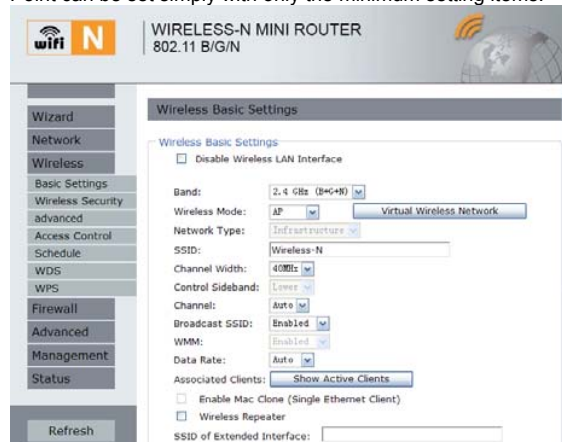 Point can be set simply with only the minimum setting items.
wifi N
WIRELESS-N MINI ROUTER
802.11 B/G/N
Wizard
Network
Wireless
Basic Settings
Wireless Security
advanced
Access Control
Schedule
WDS
WPS
Firewall
Advanced
Management
Status
Refresh
Wireless Basic Settings
Wireless Basic Settings
Disable Wireless LAN Interface
Band: 2.4 GHz (B+G+N)
Wireless Mode: AP Virtual Wireless Network
Network Type: Infrastructure
SSID: Wireless-N
Channel Width: 40MHz
Control Sideband: Lower
Channel: Auto
Broadcast SSID: Enabled
WMM: Enabled
Data Rate: Auto
Associated Clients: Show Active Clients
Enable Mac Clone (Single Ethernet Client)
Wireless Repeater
SSID of Extended Interface: